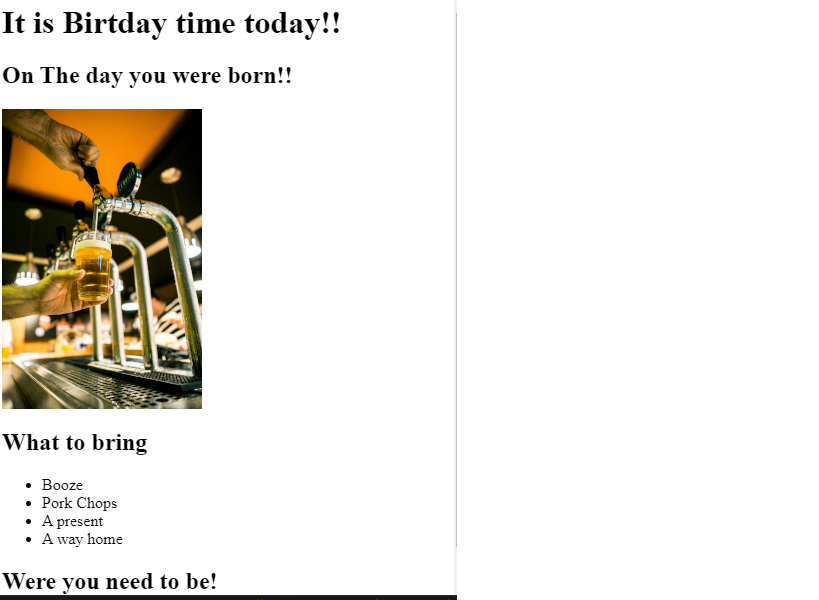 It is Birtday time today!!
On The day you were born!!
What to bring
Booze
Pork Chops
A present
A way home
Were you need to be!